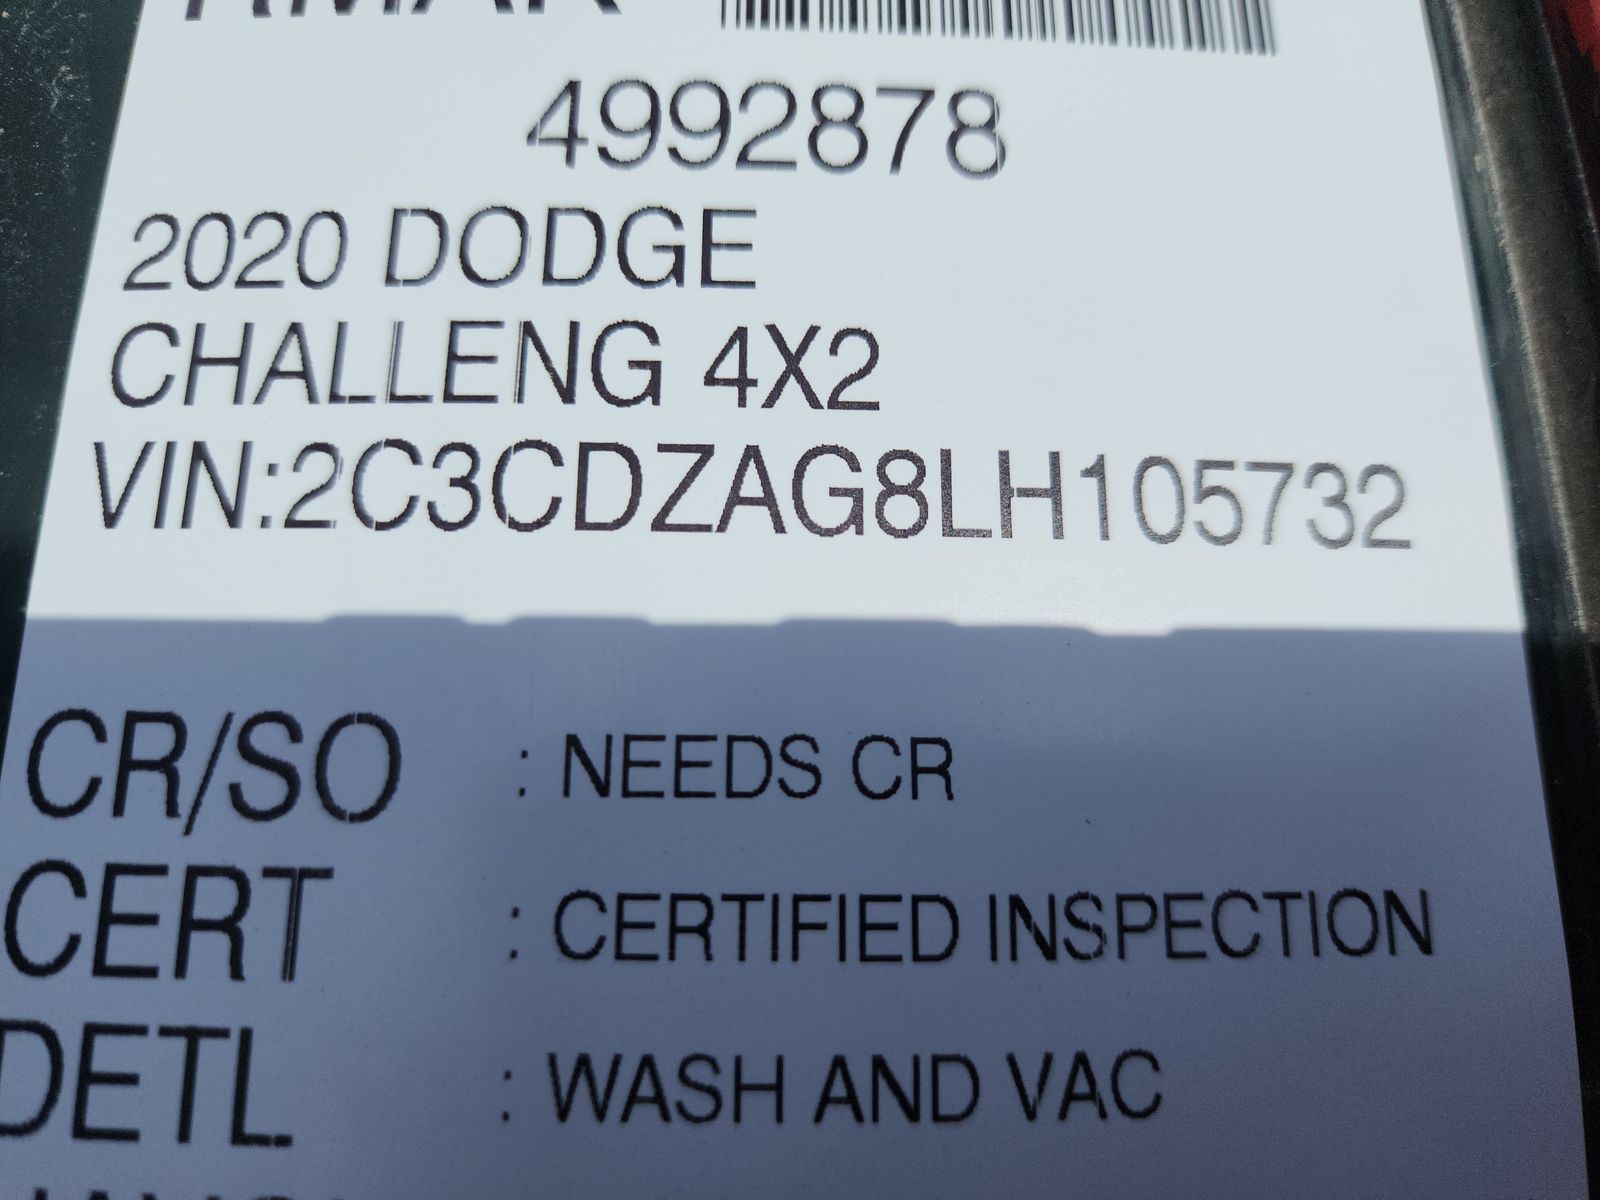 4992878
2020 DODGE
CHALLENG 4X2
VIN:2C3CDZAG8LH105732
CR/SO : NEEDS CR
CERT : CERTIFIED INSPECTION
DETL : WASH AND VAC